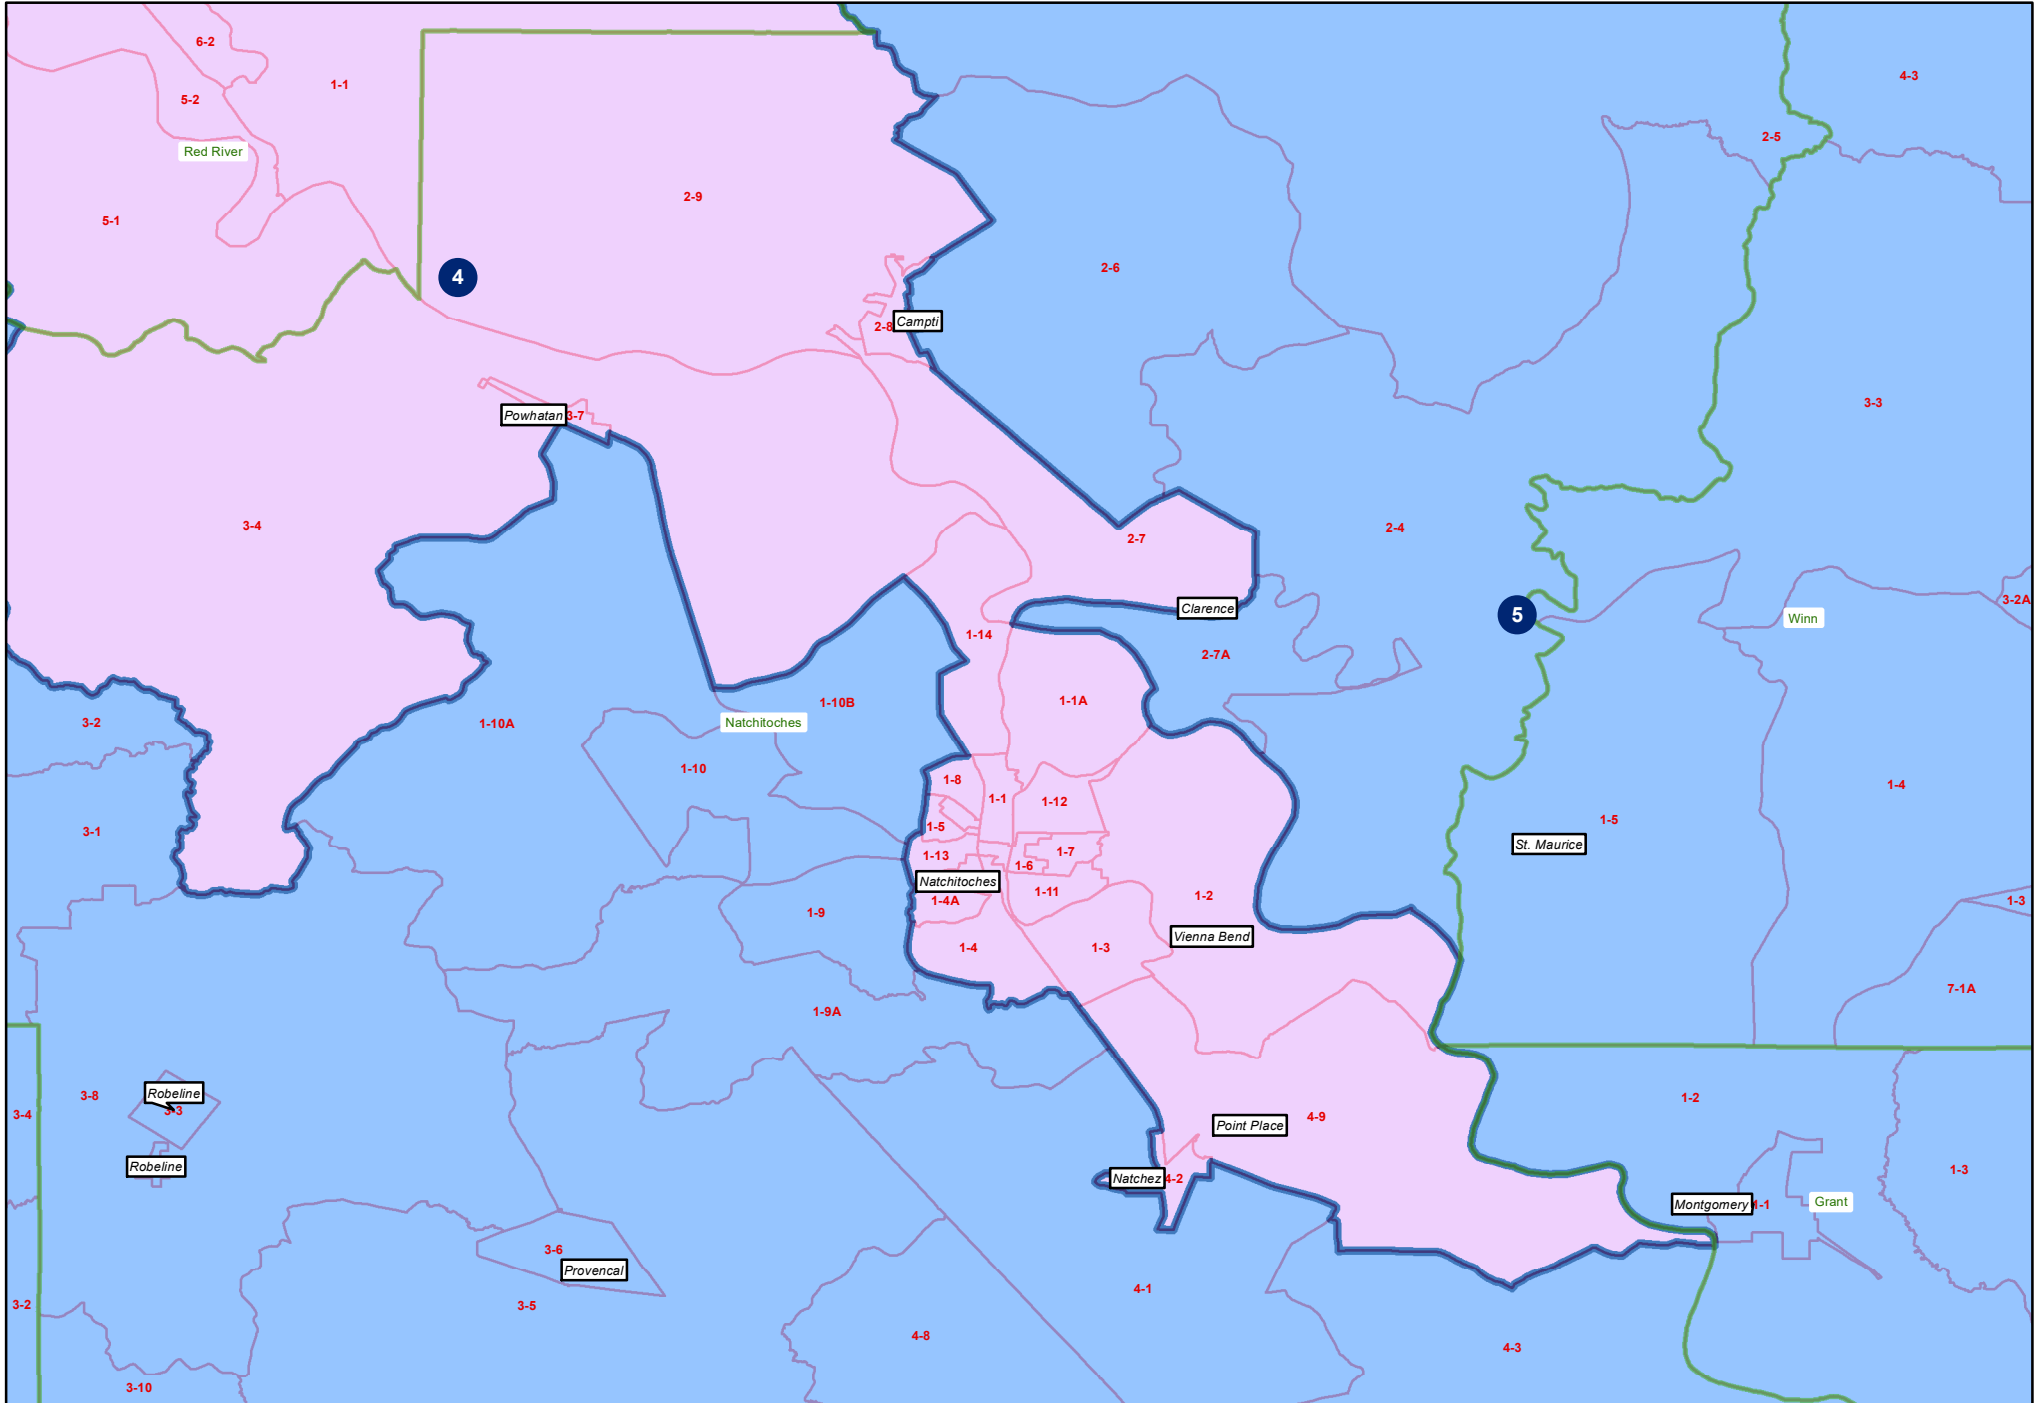 6-2
4-3
1-1
5-2
2-5
Red River
2-9
5-1
2-6
4
2-8
Campti
3-3
Powhatan
3-7
3-4
2-4
2-7
3-2A
Clarence
5
Winn
1-14
2-7A
1-1A
1-10B
3-2
1-10A
Natchitoches
1-10
1-8
1-1
1-12
1-4
1-5
1-5
3-1
St. Maurice
1-13
1-6
1-7
Natchitoches
1-11
1-2
1-4A
1-3
1-9
Vienna Bend
1-4
1-3
7-1A
1-9A
3-8
Robeline
1-2
3-3
3-4
Point Place
4-9
Robeline
1-3
Natchez
4-2
Montgomery
1-1
Grant
3-6
Provencal
4-1
3-2
3-5
4-8
4-3
3-10